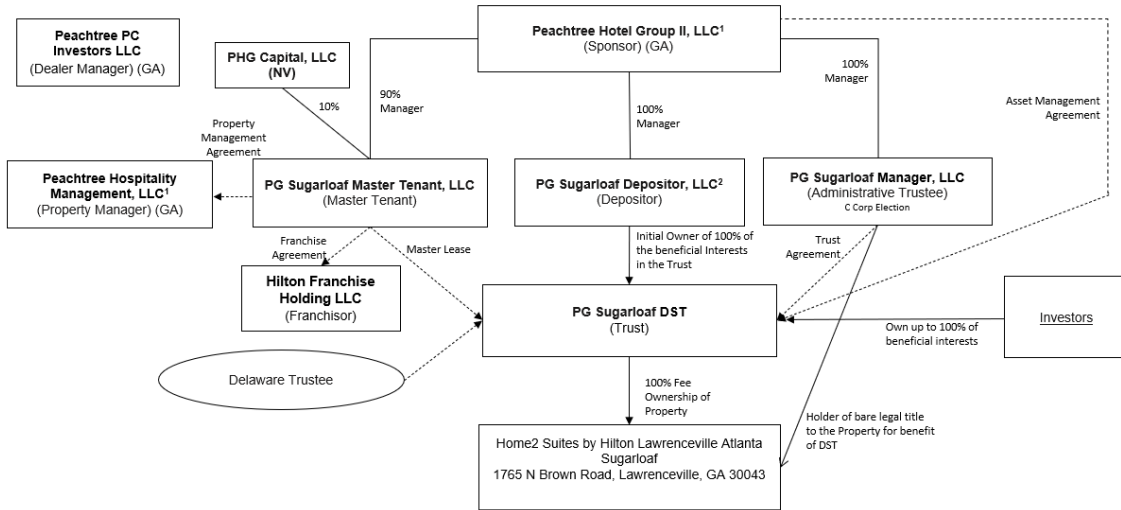 Peachtree PC
Investors LLC
(Dealer Manager) (GA)
PHG Capital, LLC
(NV)
Peachtree Hotel Group II, LLC¹
(Sponsor) (GA)
10%
90%
Manager
100%
Manager
100%
Manager
Asset Management
Agreement
Property
Management
Agreement
Peachtree Hospitality
Management, LLC¹
(Property Manager) (GA)
PG Sugarloaf Master Tenant, LLC
(Master Tenant)
PG Sugarloaf Depositor, LLC²
(Depositor)
PG Sugarloaf Manager, LLC
(Administrative Trustee)
C Corp Election
Franchise
Agreement
Master Lease
Initial Owner of 100% of
the beneficial Interests
in the Trust
Trust
Agreement
Hilton Franchise
Holding LLC
(Franchisor)
PG Sugarloaf DST
(Trust)
Own up to 100% of
beneficial interests
Investors
Delaware Trustee
100% Fee
Ownership of
Property
Holder of bare legal title
to the Property for benefit
of DST
Home2 Suites by Hilton Lawrenceville Atlanta
Sugarloaf
1765 N Brown Road, Lawrenceville, GA 30043